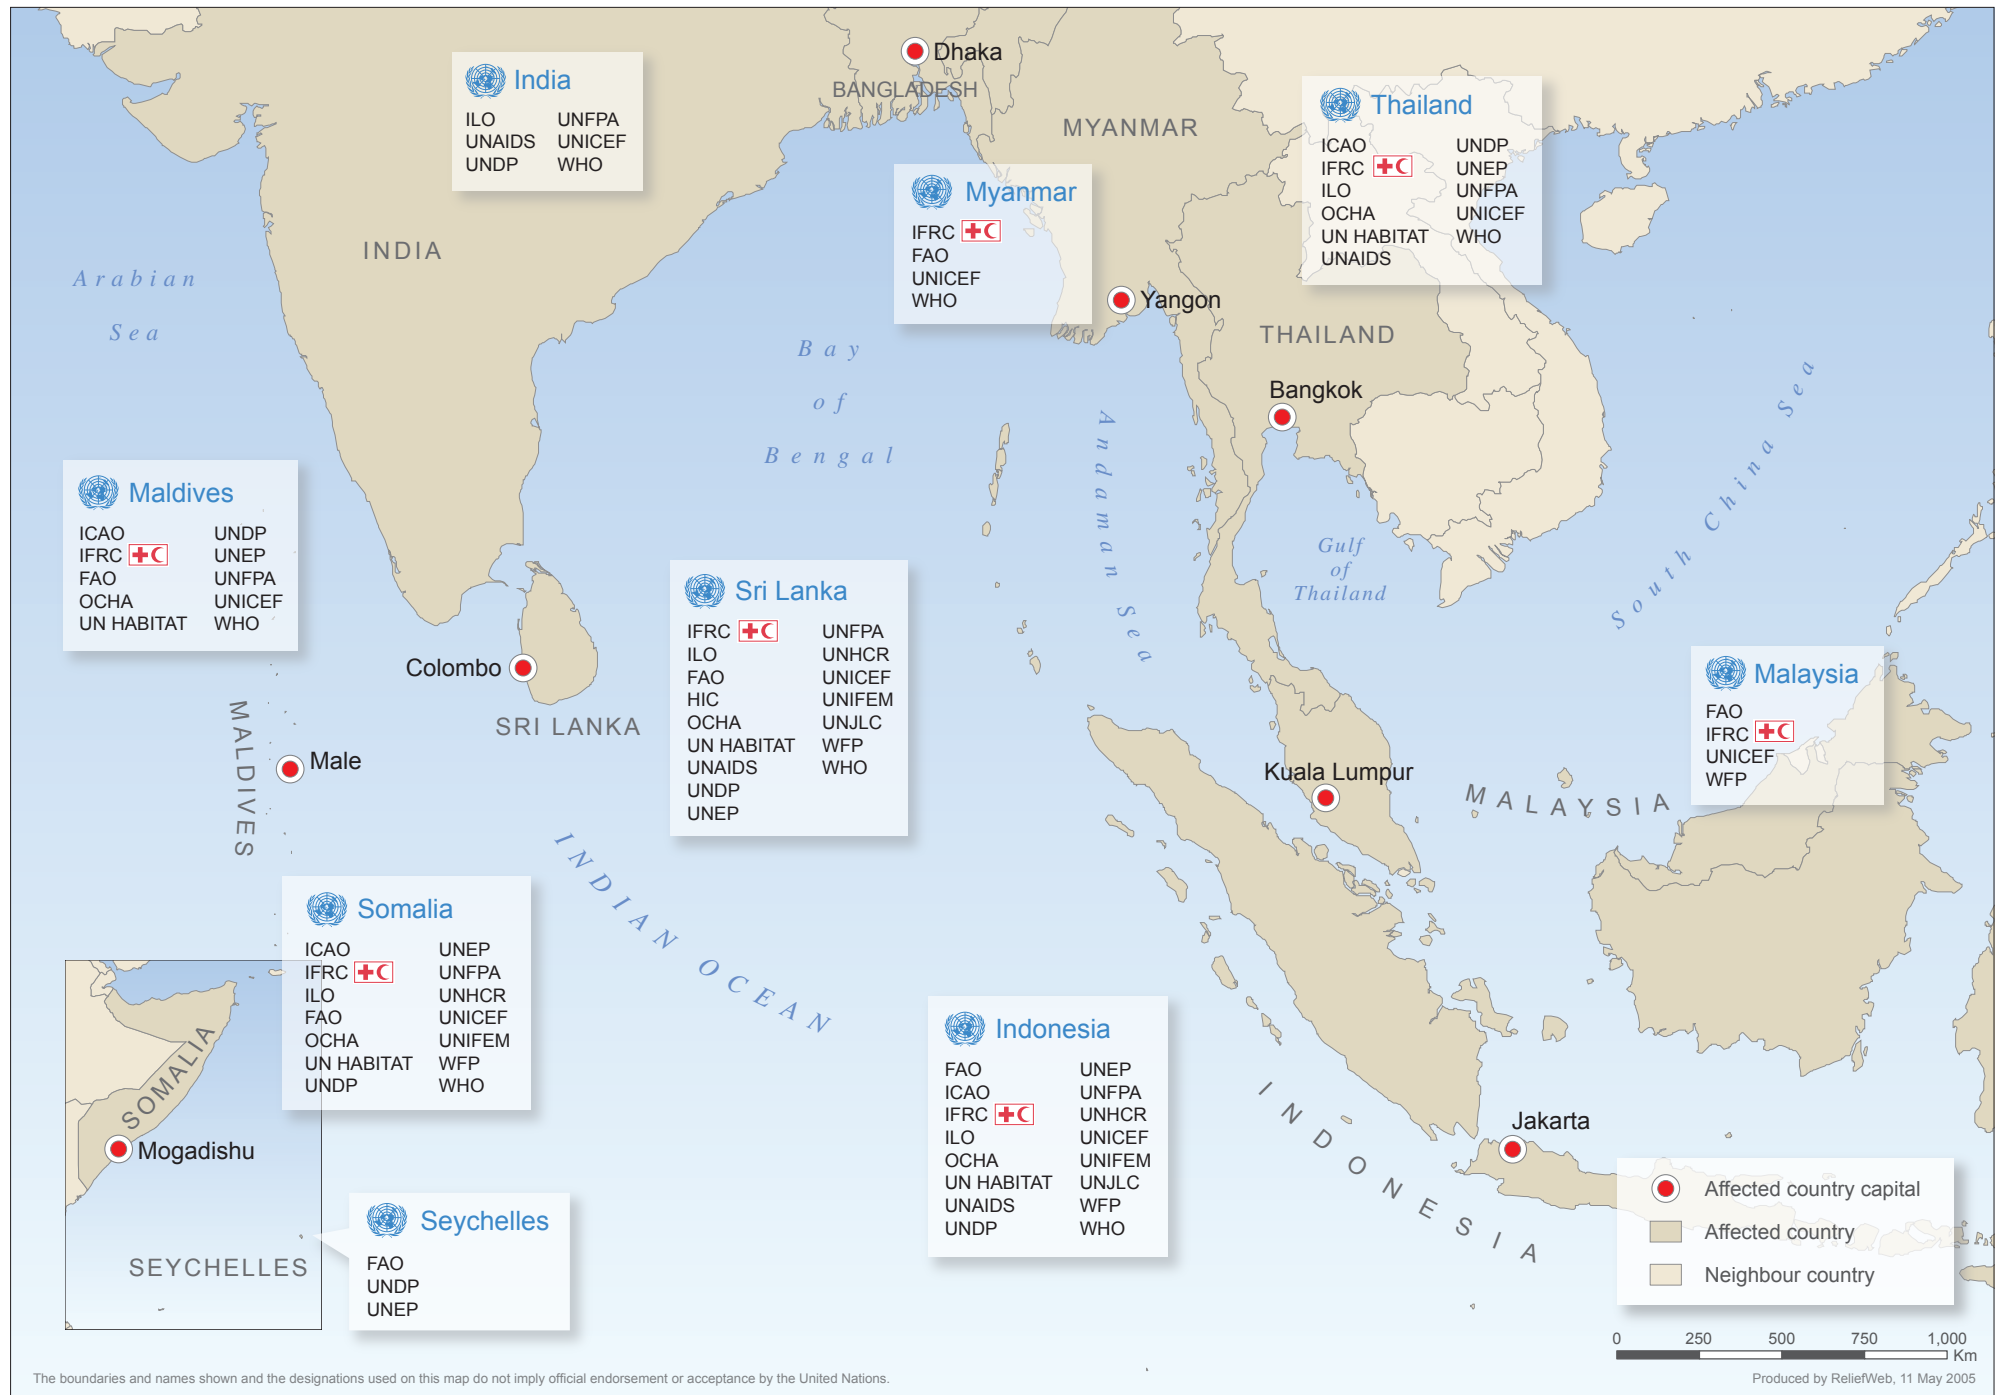 Dhaka
BANGLADESH
India
ILO UNFPA
UNAIDS UNICEF
UNDP WHO
MYANMAR
Thailand
ICAO UNDP
IFRC UNEP
ILO UNFPA
OCHA UNICEF
UN HABITAT WHO
UNAIDS
Myanmar
IFRC
FAO
UNICEF
WHO
INDIA
Arabian
Sea
Yangon
THAILAND
Bay
of
Bengal
Bangkok
Andaman Sea
South China Sea
Gulf
of
Thailand
Maldives
ICAO UNDP
IFRC UNEP
FAO UNFPA
OCHA UNICEF
UN HABITAT WHO
Sri Lanka
IFRC UNFPA
ILO UNHCR
FAO UNICEF
HIC UNIFEM
OCHA UNJLC
UN HABITAT WFP
UNAIDS WHO
UNDP
UNEP
Colombo
SRI LANKA
MALDIVES
Male
Malaysia
FAO
IFRC
UNICEF
WFP
Kuala Lumpur
MALAYSIA
INDIAN OCEAN
Somalia
ICAO UNEP
IFRC UNFPA
ILO UNHCR
FAO UNICEF
OCHA UNIFEM
UN HABITAT WFP
UNDP WHO
SOMALIA
Mogadishu
SEYCHELLES
Seychelles
FAO
UNDP
UNEP
Indonesia
FAO UNEP
ICAO UNFPA
IFRC UNHCR
ILO UNICEF
OCHA UNIFEM
UN HABITAT UNJLC
UNAIDS WFP
UNDP WHO
INDONESIA
Jakarta
Affected country capital
Affected country
Neighbour country
0 250 500 750 1,000
Km
The boundaries and names shown and the designations used on this map do not imply official endorsement or acceptance by the United Nations.
Produced by ReliefWeb, 11 May 2005